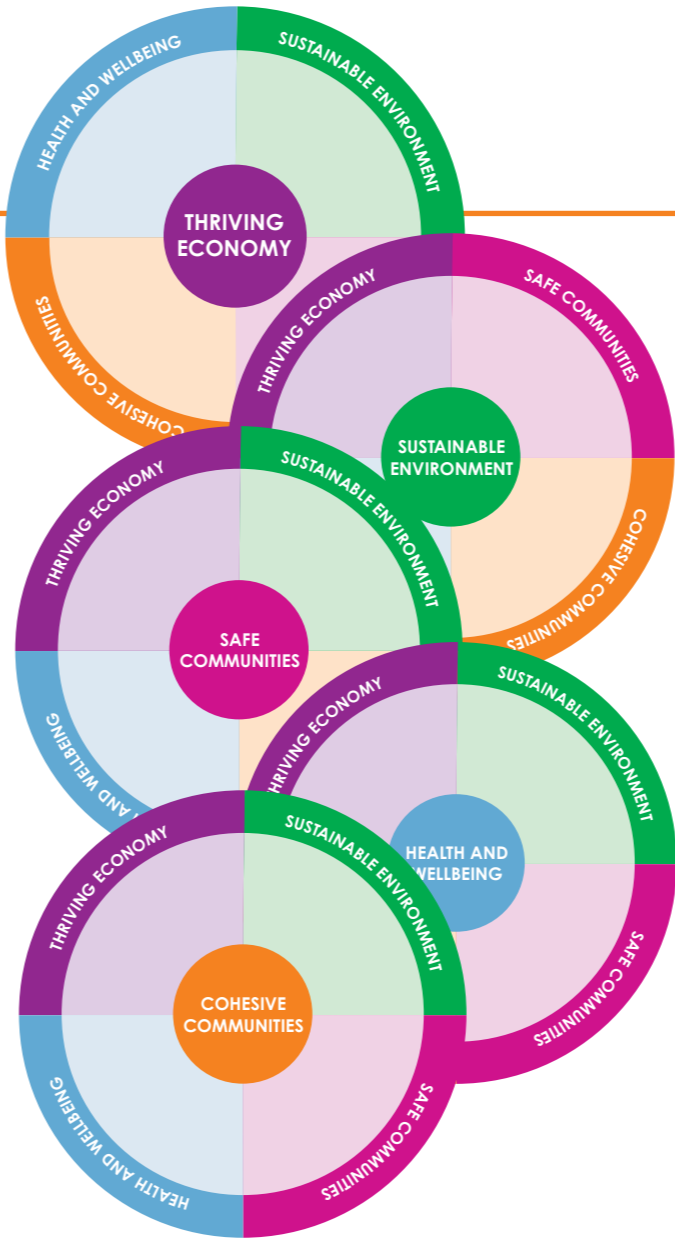 HEALTH AND WELLBEING
SUSTAINABLE ENVIRONMENT
THRIVING
ECONOMY
COHESIVE COMMUNITIES
THRIVING ECONOMY
SAFE COMMUNITIES
SUSTAINABLE
ENVIRONMENT
COHESIVE COMMUNITIES
THRIVING ECONOMY
SUSTAINABLE ENVIRONMENT
SAFE
COMMUNITIES
AND WELLBEING
THRIVING ECONOMY
SUSTAINABLE ENVIRONMENT
HEALTH AND
WELLBEING
SAFE COMMUNITIES
THRIVING ECONOMY
SUSTAINABLE ENVIRONMENT
COHESIVE
COMMUNITIES
HEALTH AND WELLBEING
SAFE COMMUNITIES